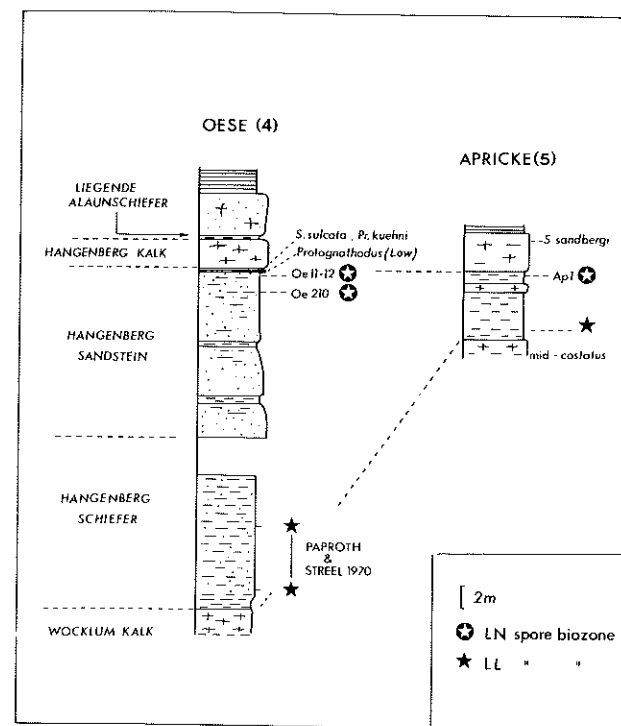 OESE (4)
APRICKE(5)
LIEGENDE
ALAUNSCHIEFER
HANGENBERG KALK
S. sulcata , Pr. kuehni
Protognathodus (Low)
Oe 11-12
Oe 210
S sandbergi
Ap1
mid - costatus
HANGENBERG
SANDSTEIN
HANGENBERG
SCHIEFER
PAPROTH
&
STREEL 1970
WOCKLUM KALK
2m
LN spore biozone
LL " "